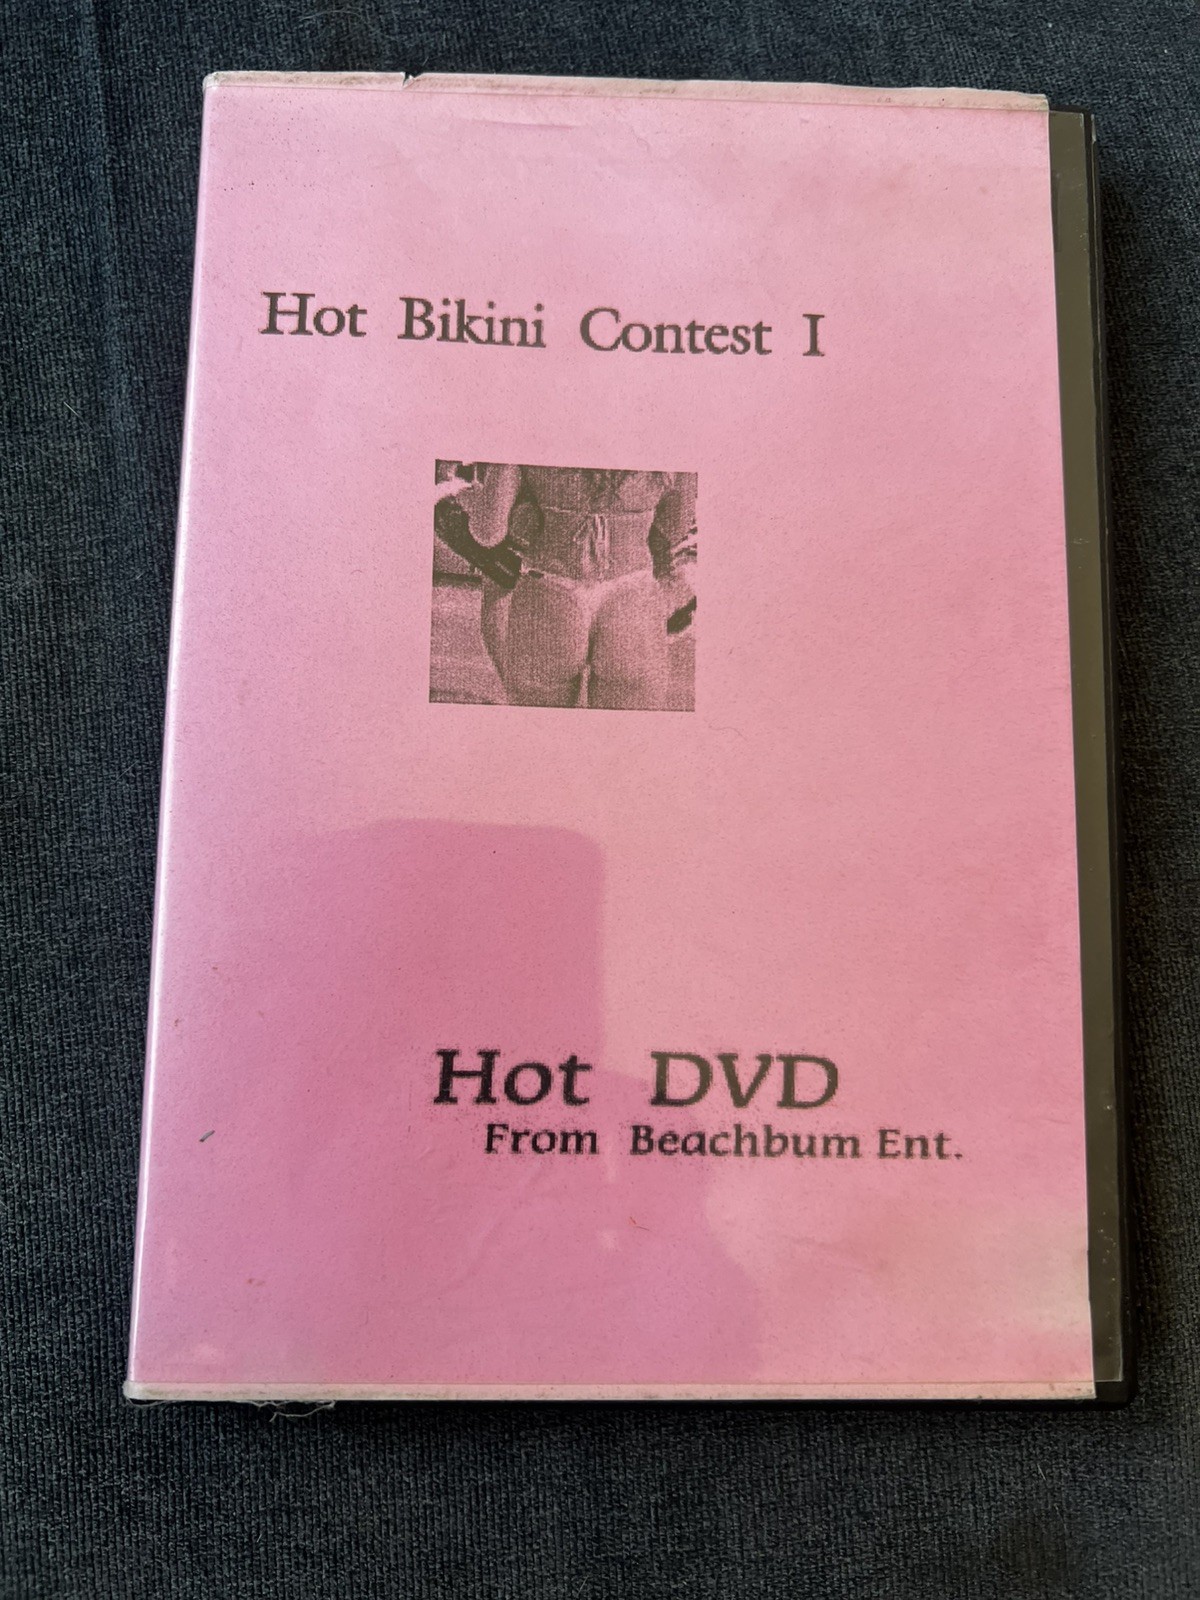 Hot Bikini Contest I
Hot DVD
From Beachbum Ent.